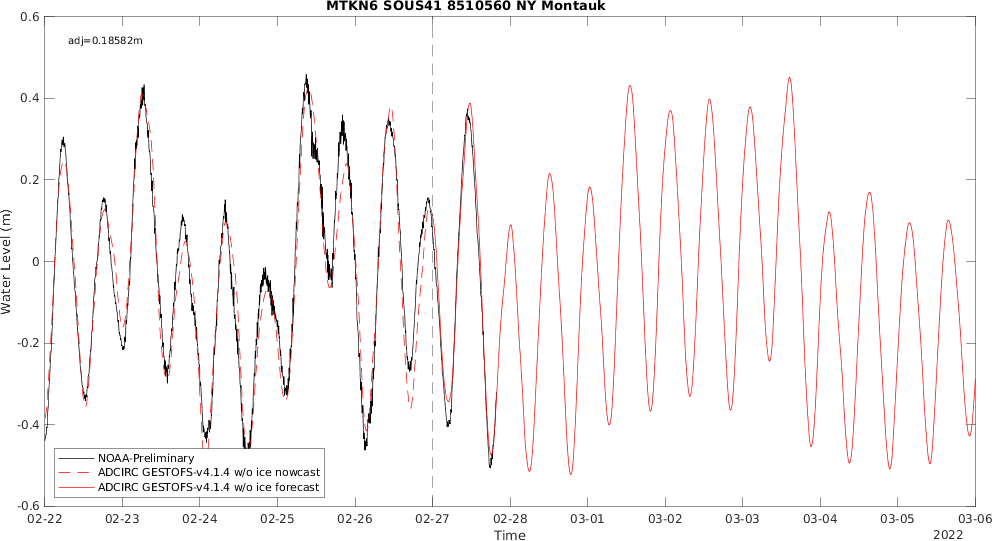 MTKN6 SOUS41 8510560 NY Montauk
adj=0.18582m
0.6
0.4
0.2
0
-0.2
-0.4
-0.6
Water Level (m)
NOAA-Preliminary
ADCIRC GESTOFS-v4.1.4 w/o ice nowcast
ADCIRC GESTOFS-v4.1.4 w/o ice forecast
02-22 02-23 02-24 02-25 02-26 02-27 02-28 03-01 03-02 03-03 03-04 03-05 03-06
Time
2022